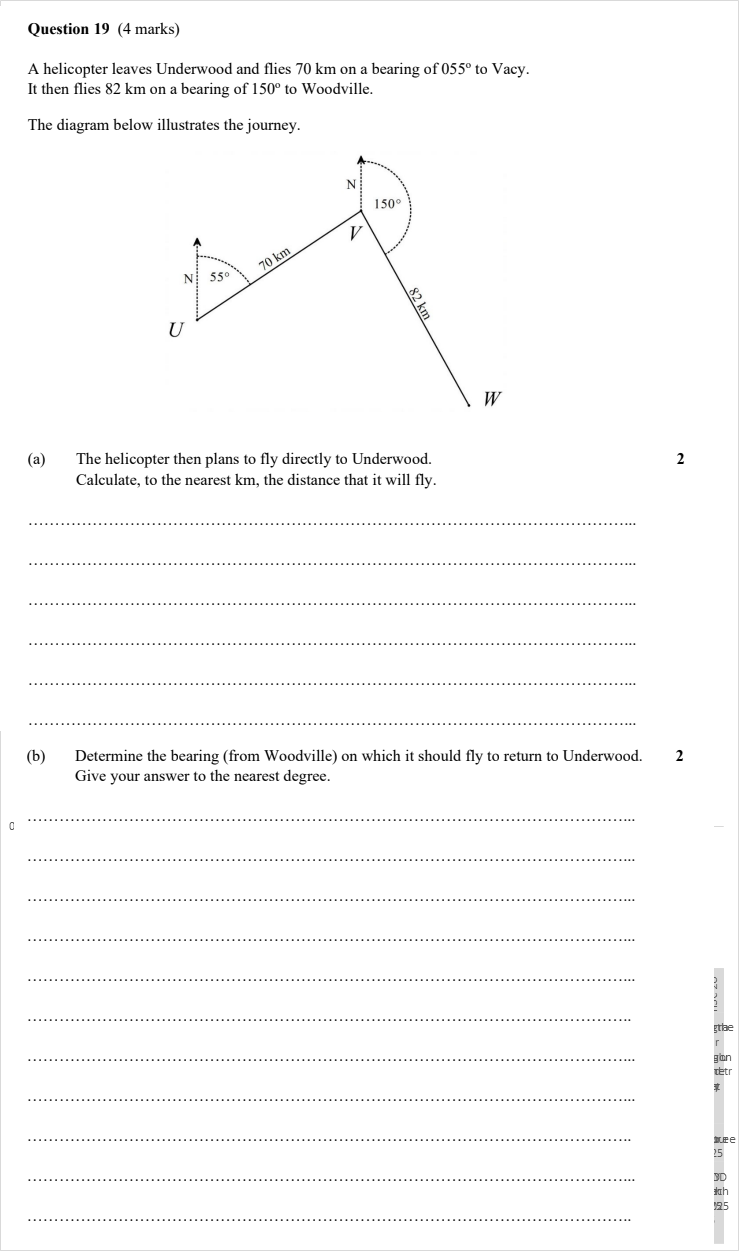 Question 19 (4 marks)
A helicopter leaves Underwood and flies 70 km on a bearing of 055° to Vacy.
It then flies 82 km on a bearing of 150° to Woodville.
The diagram below illustrates the journey.
N
150°
V
70 km
N
55°
82 km
U
W
(a) The helicopter then plans to fly directly to Underwood. 2
Calculate, to the nearest km, the distance that it will fly.
(b) Determine the bearing (from Woodville) on which it should fly to return to Underwood. 2
Give your answer to the nearest degree.
0